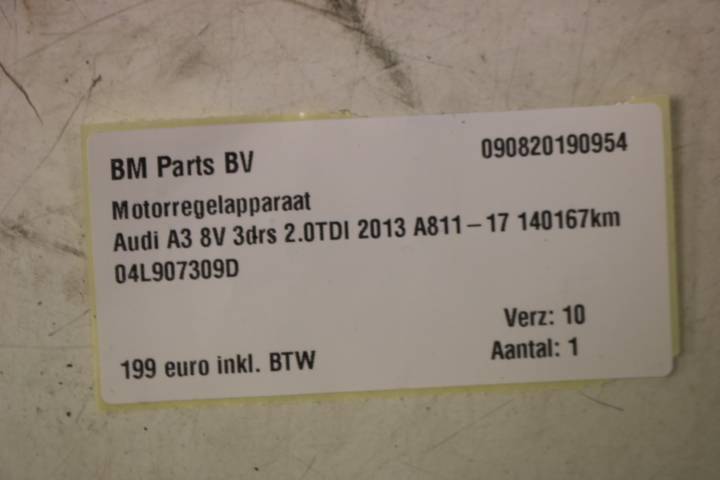 BM Parts BV 090820190954
Motorregelapparaat
Audi A3 8V 3drs 2.0TDI 2013 A811-17 140167km
04L907309D
Verz: 10
199 euro inkl. BTW Aantal: 1